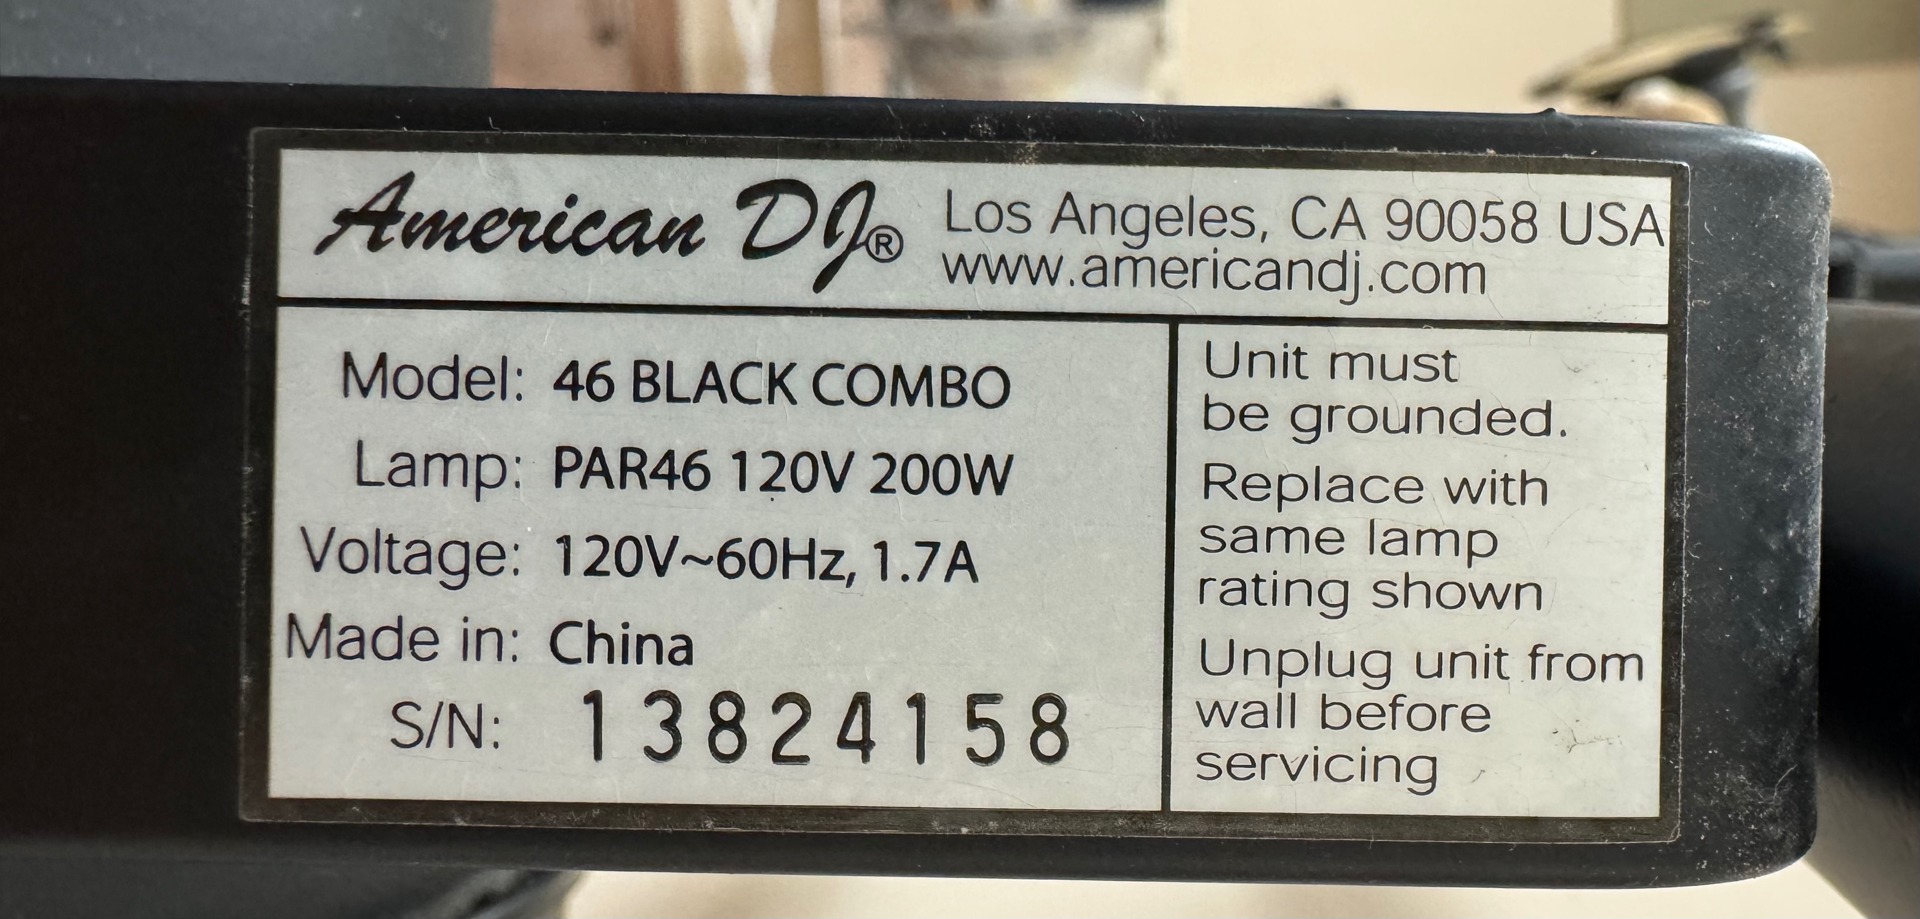 American DJ®
Los Angeles, CA 90058 USA
www.americandj.com
Model: 46 BLACK COMBO
Lamp: PAR46 120V 200W
Voltage: 120V~60Hz, 1.7A
Made in: China
S/N: 13824158
Unit must
be grounded.
Replace with
same lamp
rating shown
Unplug unit from
wall before
servicing